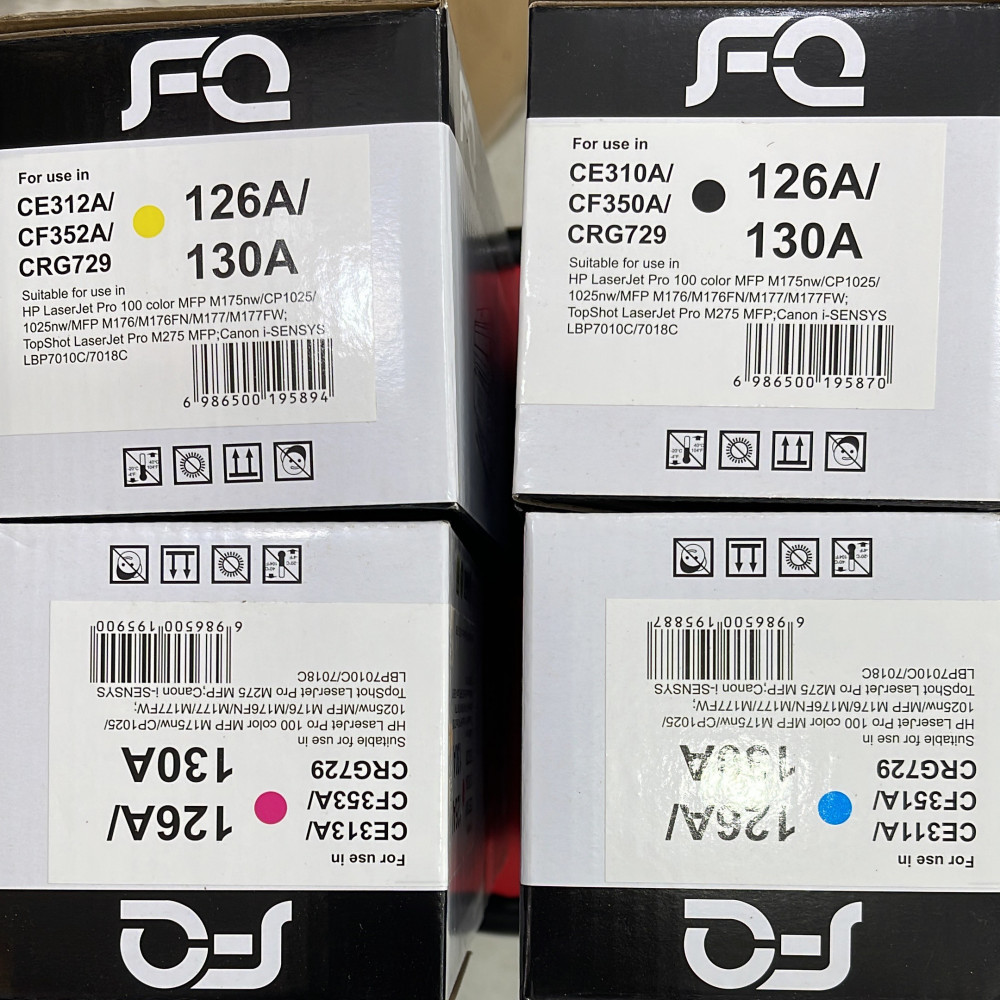 FQ
For use in
CE312A/
CF352A/
CRG729
126A/
130A
Suitable for use in
HP LaserJet Pro 100 color MFP M175nw/CP1025/
1025nw/MFP M176/M176FN/M177/M177FW;
TopShot LaserJet Pro M275 MFP;Canon i-SENSYS
LBP7010C/7018C
6 986500 195894
FQ
For use in
CE310A/
CF350A/
CRG729
126A/
130A
Suitable for use in
HP LaserJet Pro 100 color MFP M175nw/CP1025/
1025nw/MFP M176/M176FN/M177/M177FW;
TopShot LaserJet Pro M275 MFP;Canon i-SENSYS
LBP7010C/7018C
6 986500 195870
FQ
For use in
CE313A/
CF353A/
CRG729
126A/
130A
Suitable for use in
HP LaserJet Pro 100 color MFP M175nw/CP1025/
1025nw/MFP M176/M176FN/M177/M177FW;
TopShot LaserJet Pro M275 MFP;Canon i-SENSYS
LBP7010C/7018C
6 986500 195900
FQ
For use in
CE311A/
CF351A/
CRG729
126A/
130A
Suitable for use in
HP LaserJet Pro 100 color MFP M175nw/CP1025/
1025nw/MFP M176/M176FN/M177/M177FW;
TopShot LaserJet Pro M275 MFP;Canon i-SENSYS
LBP7010C/7018C
6 986500 195887